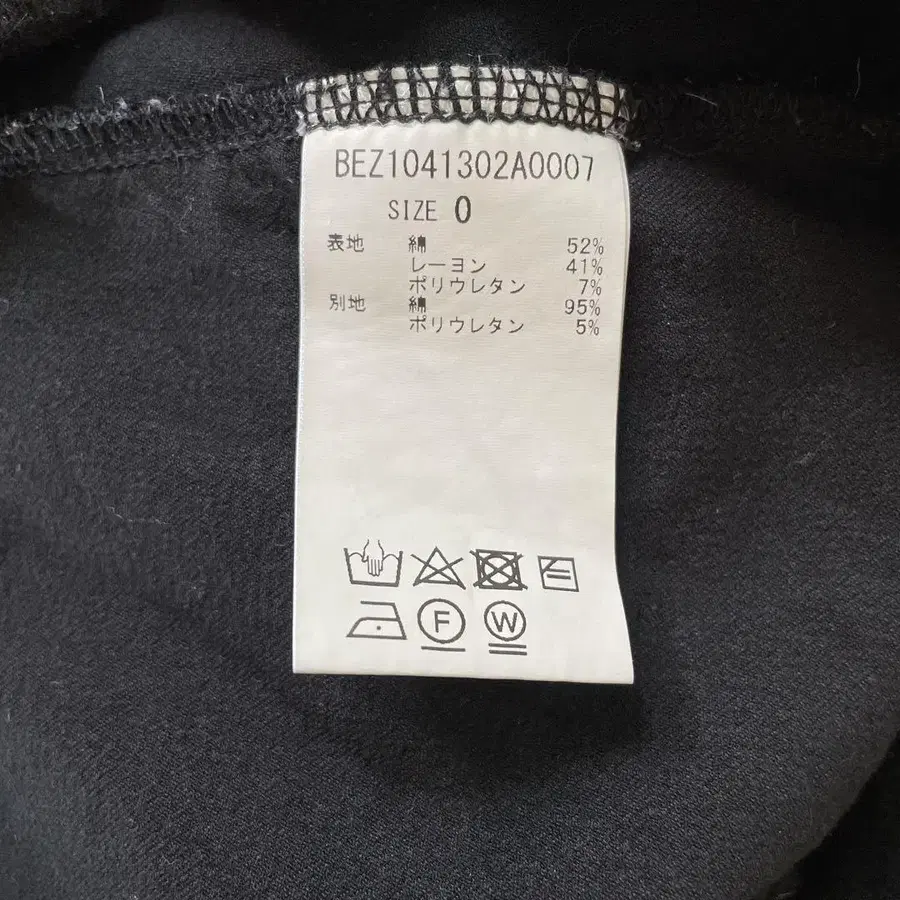 BEZ1041302A0007
SIZE 0
表地 綿 52%
レーヨン 41%
ポリウレタン 7%
別地 綿 95%
ポリウレタン 5%
F W